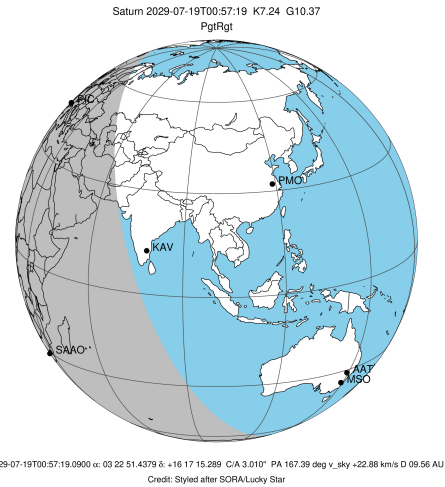 Saturn 2029-07-19T00:57:19 K7.24 G10.37
PgtRgt
PIC
PMO
KAV
SAAO
AAT
MSO
29-07-19T00:57:19.0900 α: 03 22 51.4379 δ: +16 17 15.289 C/A 3.010" PA 167.39 deg v_sky +22.88 km/s D 09.56 AU
Credit: Styled after SORA/Lucky Star